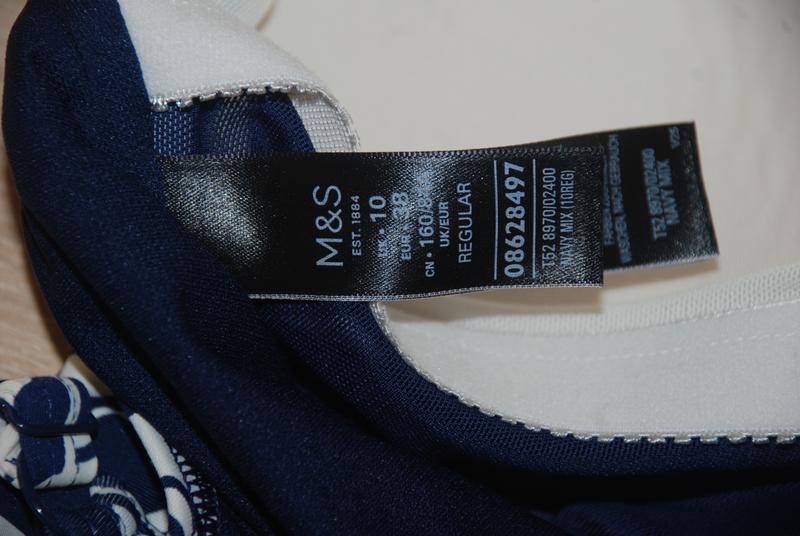 M&S
EST. 1884
UK • 10
EUR • 38
CN • 160/8
UK/EUR
REGULAR
08628497
T52 8970I02400
NAVY MIX (10REG)
T52 8970I02400
NAVY MIX